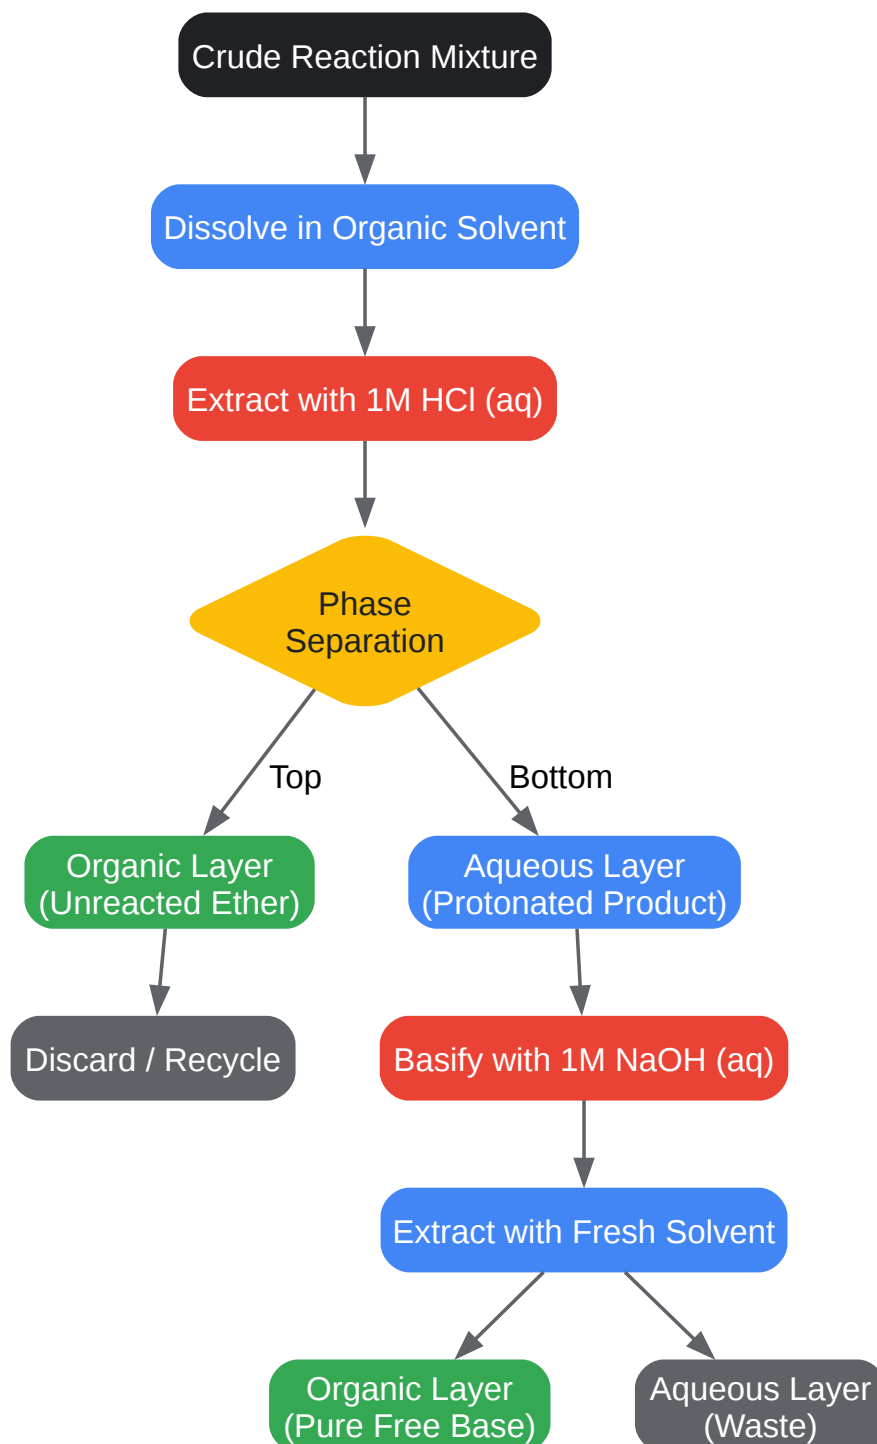 Crude Reaction Mixture
Dissolve in Organic Solvent
Extract with 1M HCl (aq)
Phase
Separation
Top
Bottom
Organic Layer
(Unreacted Ether)
Aqueous Layer
(Protonated Product)
Discard / Recycle
Basify with 1M NaOH (aq)
Extract with Fresh Solvent
Organic Layer
(Pure Free Base)
Aqueous Layer
(Waste)